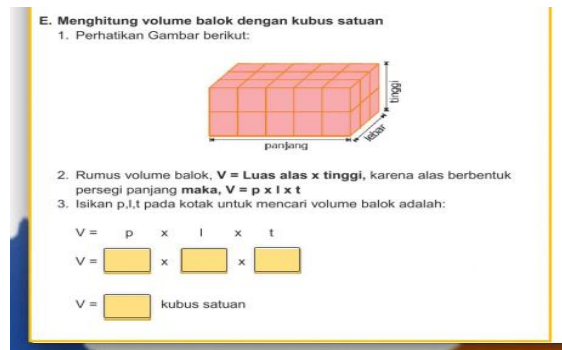 E. Menghitung volume balok dengan kubus satuan
1. Perhatikan Gambar berikut:
tinggi
lebar
panjang
2. Rumus volume balok, V = Luas alas x tinggi, karena alas berbentuk
persegi panjang maka, V = p x l x t
3. Isikan p,l,t pada kotak untuk mencari volume balok adalah:
V = p x l x t
V = x x
V = kubus satuan